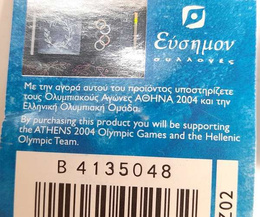 Εύσημον
συλλογές
Με την αγορά αυτού του προϊόντος υποστηρίζετε
τους Ολυμπιακούς Αγώνες ΑΘΗΝΑ 2004 και την
Ελληνική Ολυμπιακή Ομάδα.
By purchasing this product you will be supporting
the ATHENS 2004 Olympic Games and the Hellenic
Olympic Team.
B 4135048